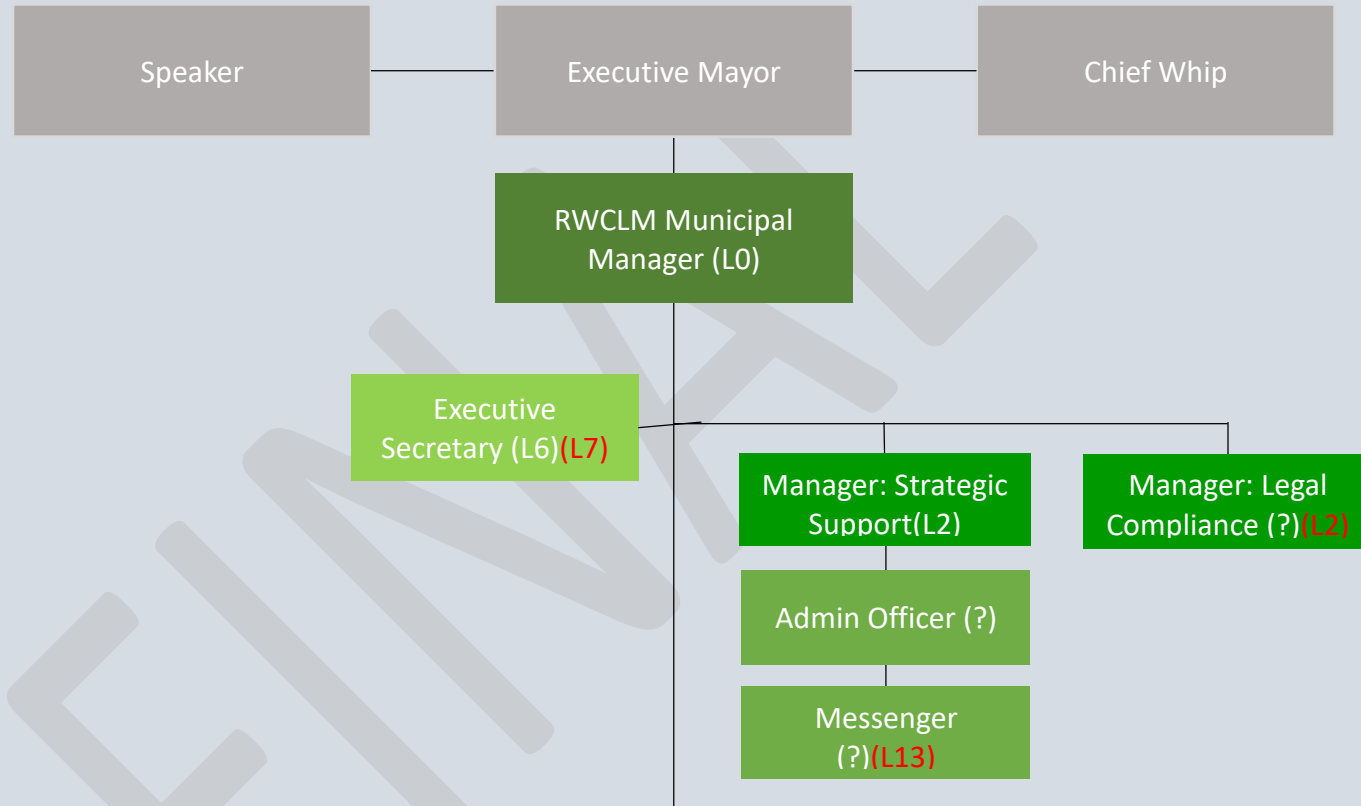 Speaker
Executive Mayor
Chief Whip
RWCLM Municipal
Manager (L0)
Executive
Secretary (L6)(L7)
Manager: Strategic
Support(L2)
Manager: Legal
Compliance (?)(L2)
Admin Officer (?)
Messenger
(?)(L13)
FINAL